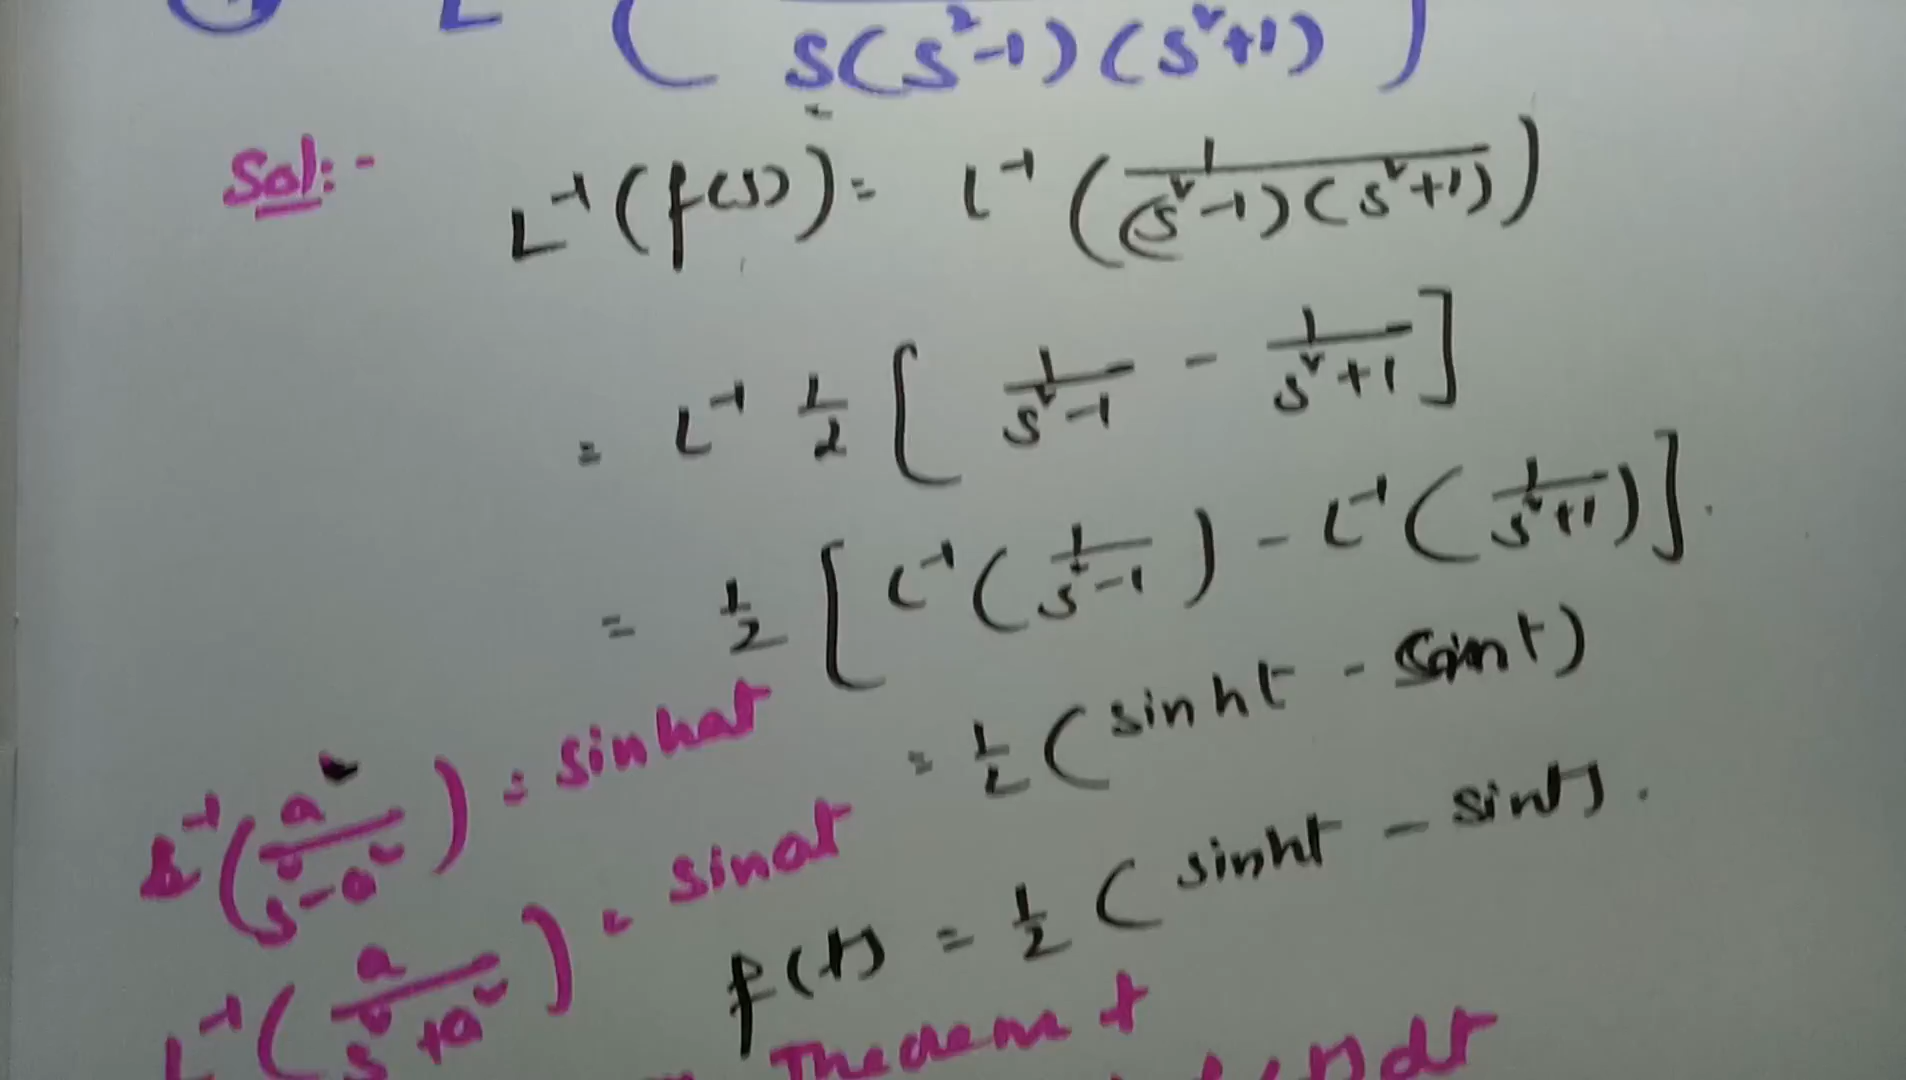 L⁻¹ ( 1/(s(s²-1)(s²+1)) )
Sol:-
L⁻¹(f(s)) = L⁻¹ ( 1/((s²-1)(s²+1)) )
= L⁻¹ 1/2 [ 1/(s²-1) - 1/(s²+1) ]
= 1/2 [ L⁻¹( 1/(s²-1) ) - L⁻¹( 1/(s²+1) ) ].
= 1/2 ( sinht - sint )
L⁻¹( a/(s²-a²) ) = sinhat
f(t) = 1/2 ( sinht - sint ).
L⁻¹( a/(s²+a²) ) = sinat
Theorem t
f(t) dt